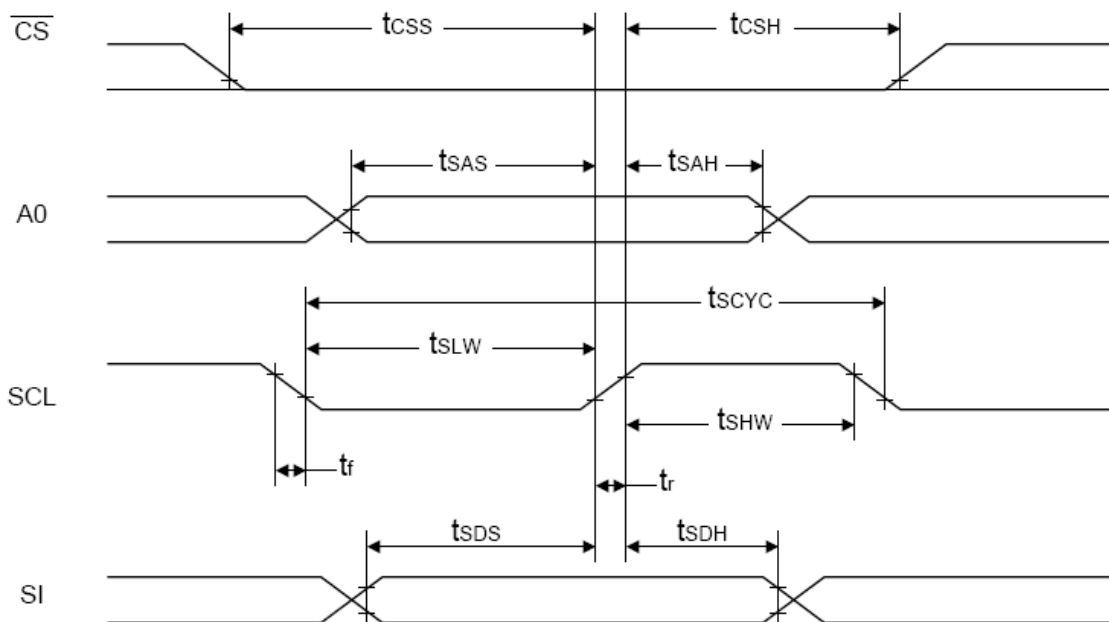 CS tCSS tCSH
tSAS tSAH
A0
tSCYC
tSLW
SCL
tSHW
tf
tr
tSDS tSDH
SI